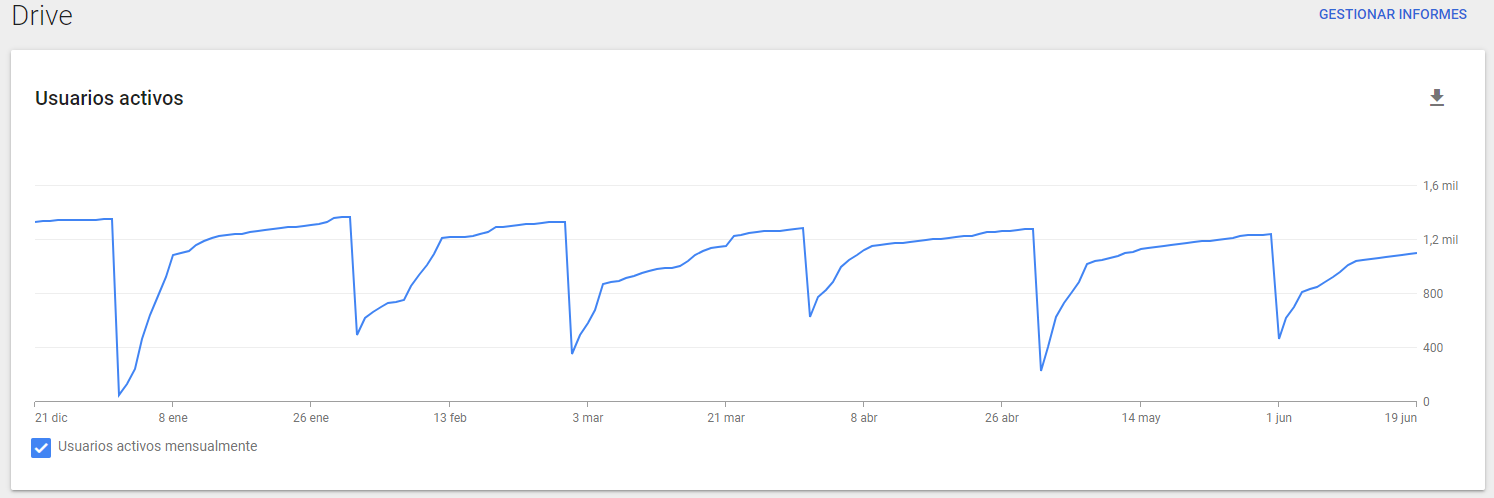 Drive
GESTIONAR INFORMES
Usuarios activos
1,6 mil
1,2 mil
800
400
0
21 dic 8 ene 26 ene 13 feb 3 mar 21 mar 8 abr 26 abr 14 may 1 jun 19 jun
Usuarios activos mensualmente